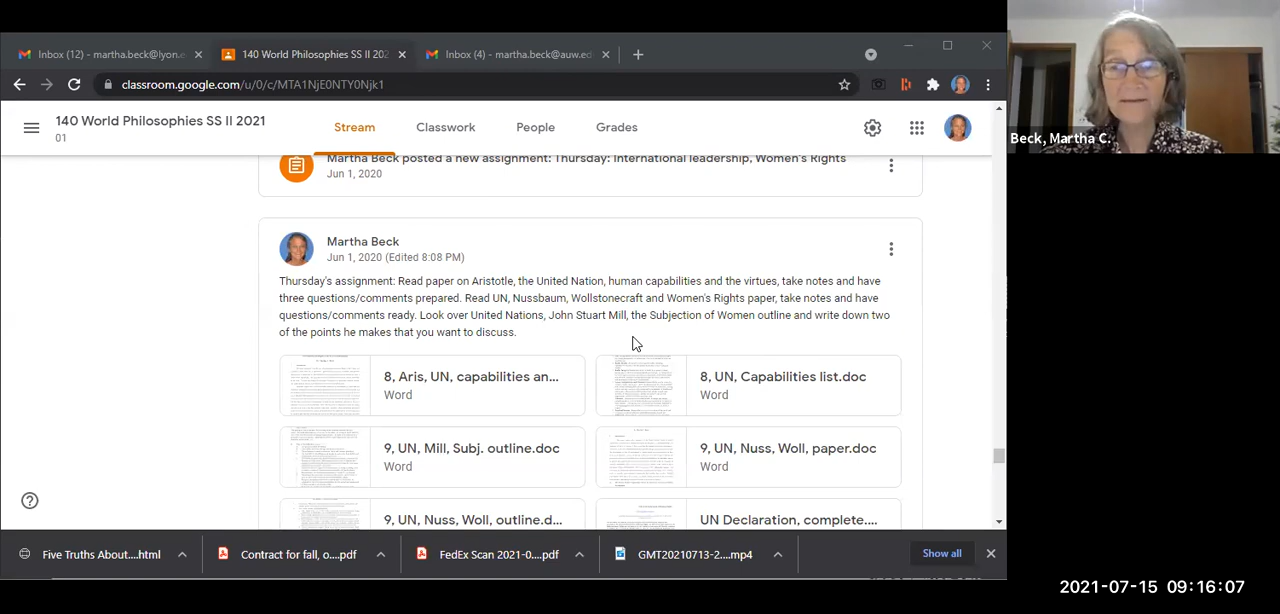 Inbox (12) - martha.beck@lyon.e
140 World Philosophies SS II 202
Inbox (4) - martha.beck@auw.ed
classroom.google.com/u/0/c/MTA1NjE0NTY0Njk1
140 World Philosophies SS II 2021
01
Stream
Classwork
People
Grades
Beck, Martha C.
Martha Beck posted a new assignment: Thursday: International leadership, Women's Rights
Jun 1, 2020
Martha Beck
Jun 1, 2020 (Edited 8:08 PM)
Thursday's assignment: Read paper on Aristotle, the United Nation, human capabilities and the virtues, take notes and have
three questions/comments prepared. Read UN, Nussbaum, Wollstonecraft and Women's Rights paper, take notes and have
questions/comments ready. Look over United Nations, John Stuart Mill, the Subjection of Women outline and write down two
of the points he makes that you want to discuss.
8, Aris, UN, capabilities an...
Word
8, UN, Capabilities list.doc
Word
9, UN, Mill, Subj. outline.doc
Word
9, UN, Nuss, Woll, paper.doc
Word
9, UN, Nuss, Woll, outline.d...
UN Declaration, complete....
Five Truths About....html
Contract for fall, o....pdf
FedEx Scan 2021-0....pdf
GMT20210713-2....mp4
Show all
2021-07-15 09:16:07